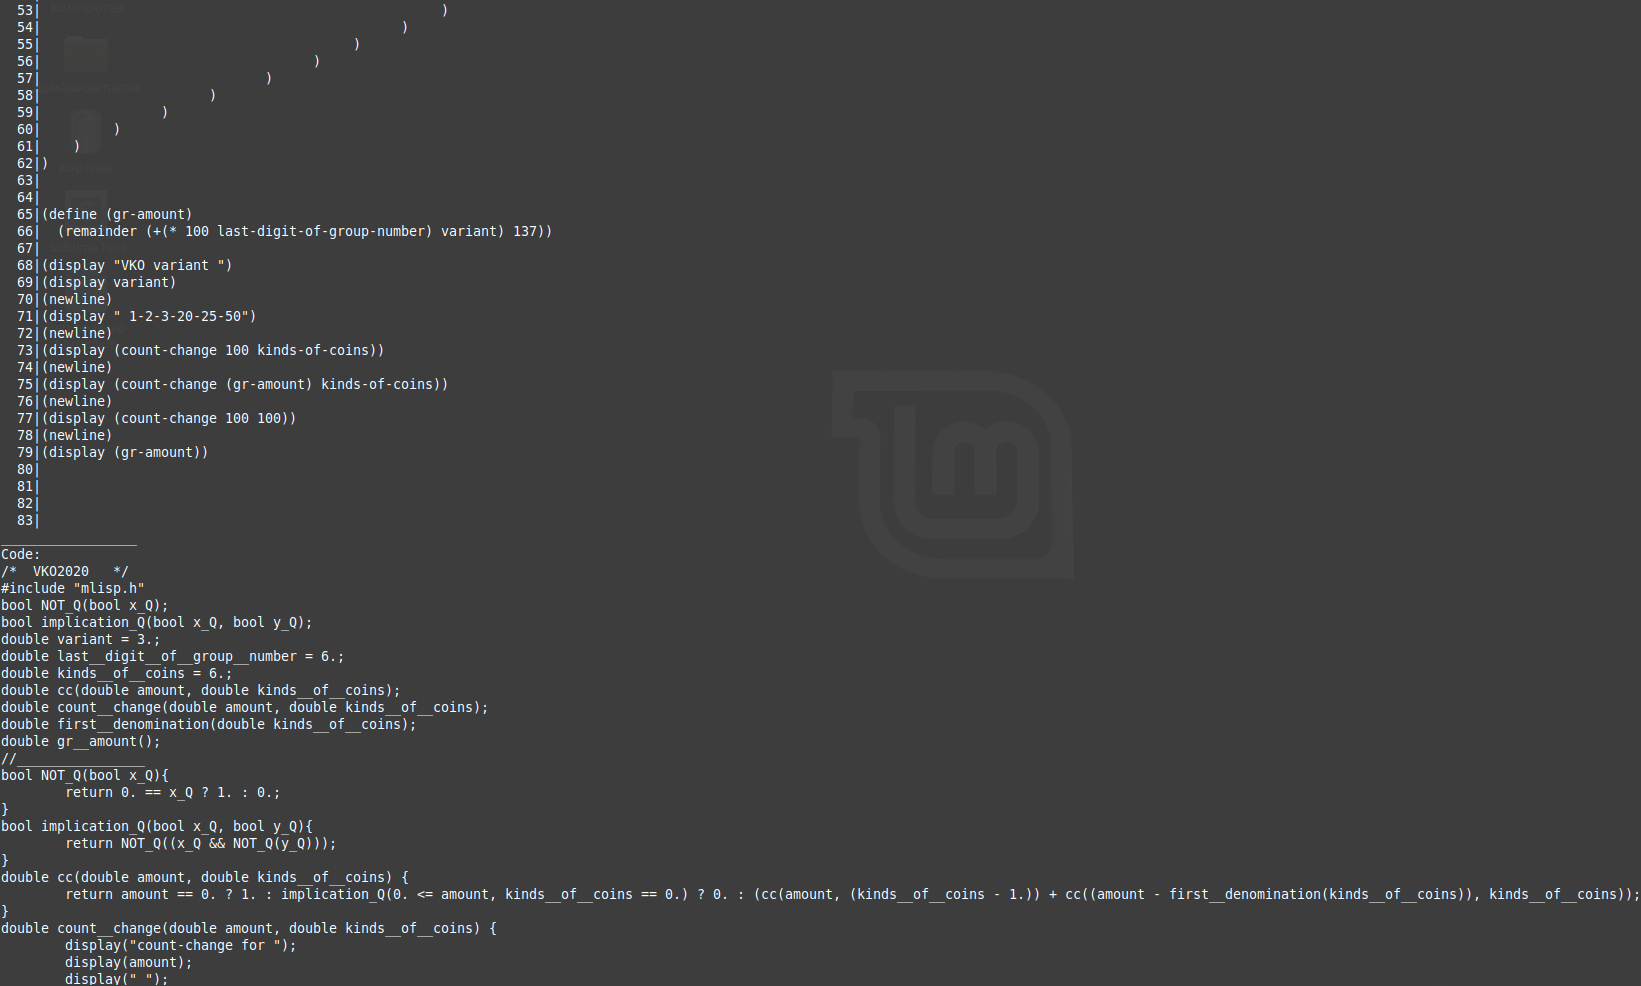 53|                                                  )
54|                                             )
55|                                       )
56|                                  )
57|                            )
58|                     )
59|               )
60|         )
61|    )
62|)
63|
64|
65|(define (gr-amount)
66|  (remainder (+(* 100 last-digit-of-group-number) variant) 137))
67|
68|(display "VKO variant ")
69|(display variant)
70|(newline)
71|(display " 1-2-3-20-25-50")
72|(newline)
73|(display (count-change 100 kinds-of-coins))
74|(newline)
75|(display (count-change (gr-amount) kinds-of-coins))
76|(newline)
77|(display (count-change 100 100))
78|(newline)
79|(display (gr-amount))
80|
81|
82|
83|
_________________
Code:
/*  VKO2020   */
#include "mlisp.h"
bool NOT_Q(bool x_Q);
bool implication_Q(bool x_Q, bool y_Q);
double variant = 3.;
double last__digit__of__group__number = 6.;
double kinds__of__coins = 6.;
double cc(double amount, double kinds__of__coins);
double count__change(double amount, double kinds__of__coins);
double first__denomination(double kinds__of__coins);
double gr__amount();
//________________
bool NOT_Q(bool x_Q){
        return 0. == x_Q ? 1. : 0.;
}
bool implication_Q(bool x_Q, bool y_Q){
        return NOT_Q((x_Q && NOT_Q(y_Q)));
}
double cc(double amount, double kinds__of__coins) {
        return amount == 0. ? 1. : implication_Q(0. <= amount, kinds__of__coins == 0.) ? 0. : (cc(amount, (kinds__of__coins - 1.)) + cc((amount - first__denomination(kinds__of__coins)), kinds__of__coins));
}
double count__change(double amount, double kinds__of__coins) {
        display("count-change for ");
        display(amount);
        display(" ");